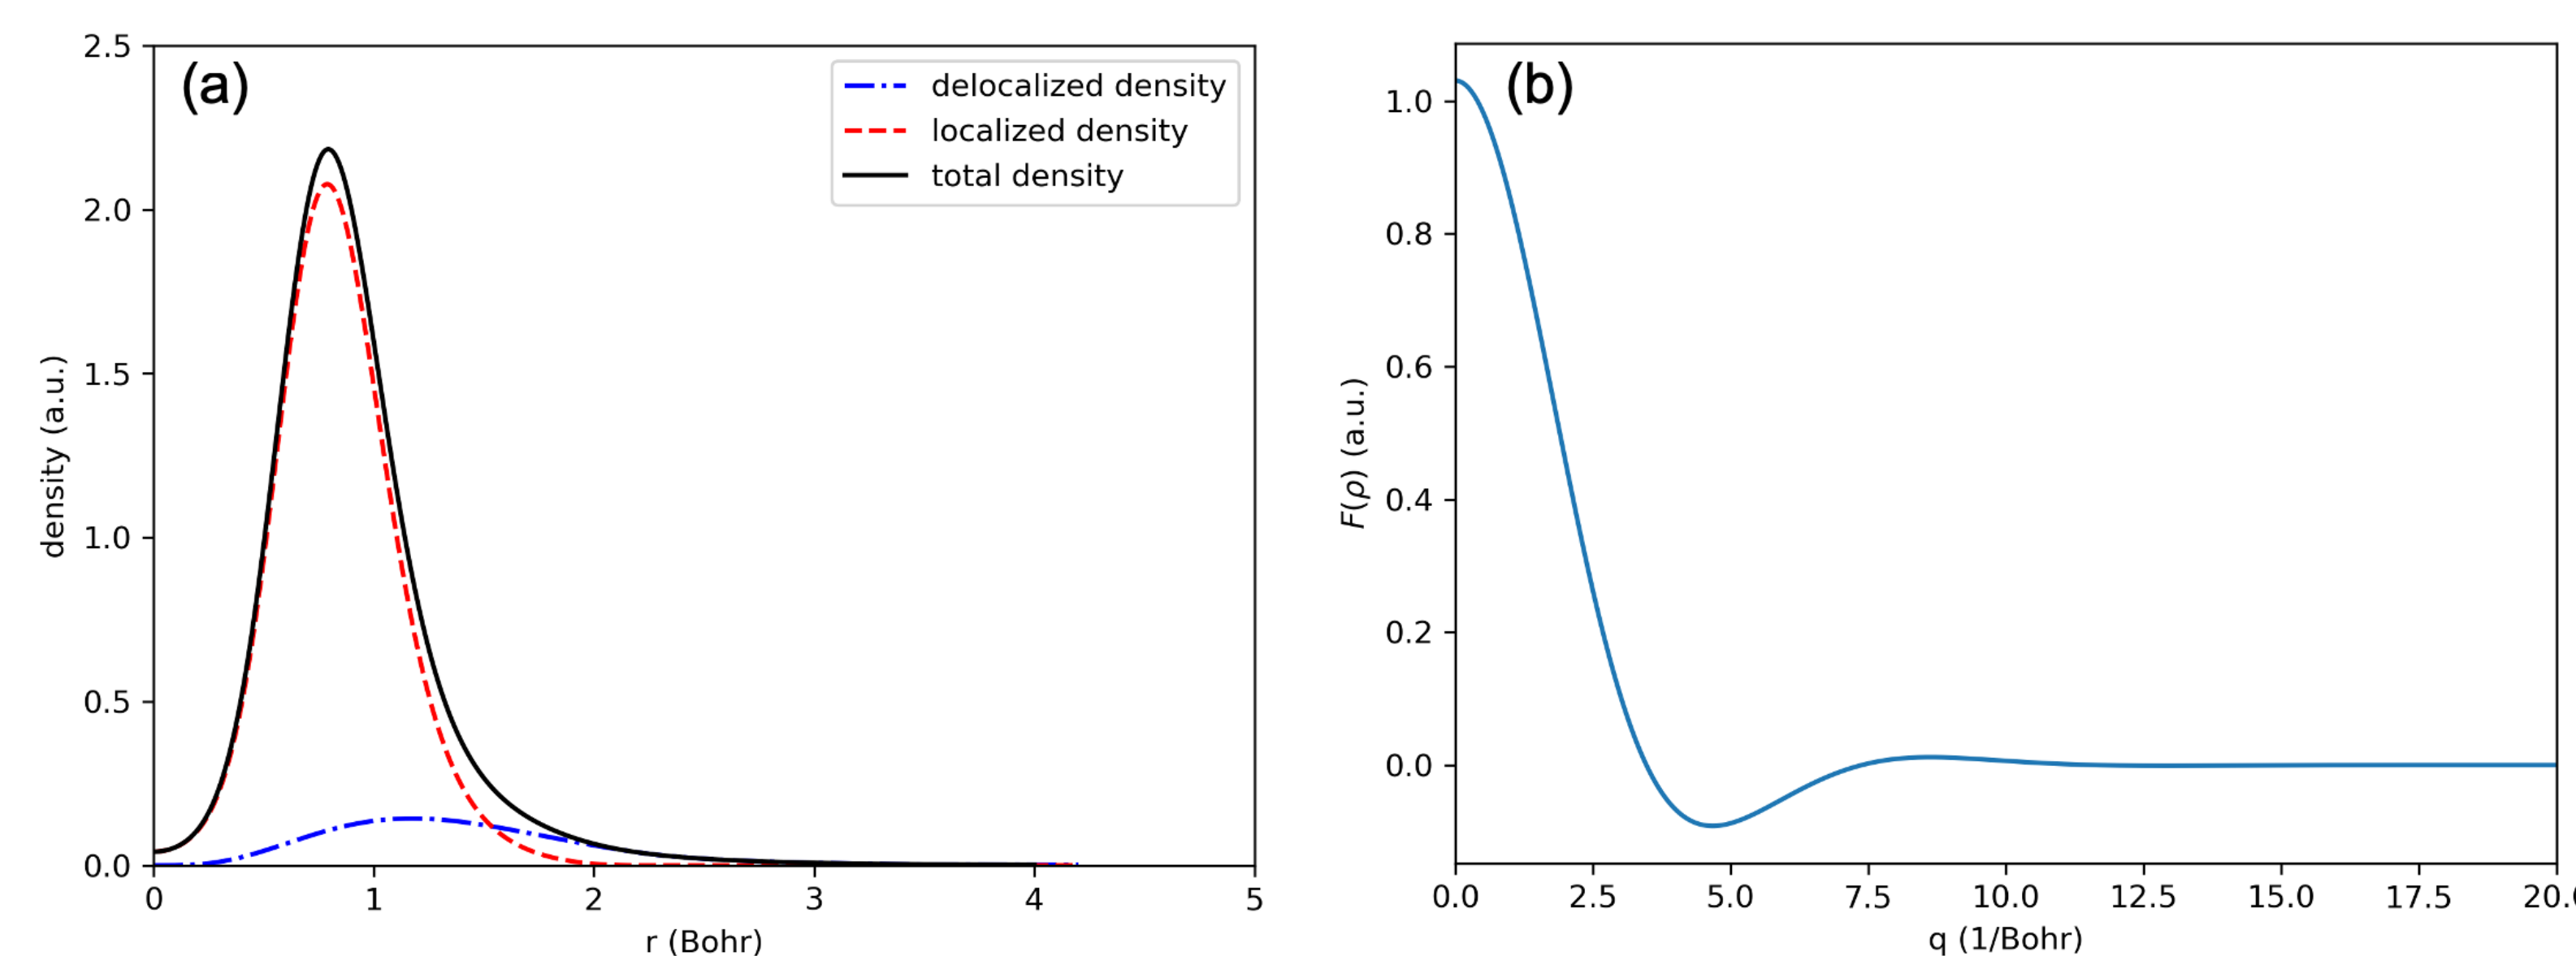 (a)
delocalized density
localized density
total density
density (a.u.)
2.5
2.0
1.5
1.0
0.5
0.0
0 1 2 3 4 5
r (Bohr)
(b)
F(ρ) (a.u.)
1.0
0.8
0.6
0.4
0.2
0.0
0.0 2.5 5.0 7.5 10.0 12.5 15.0 17.5 20.0
q (1/Bohr)